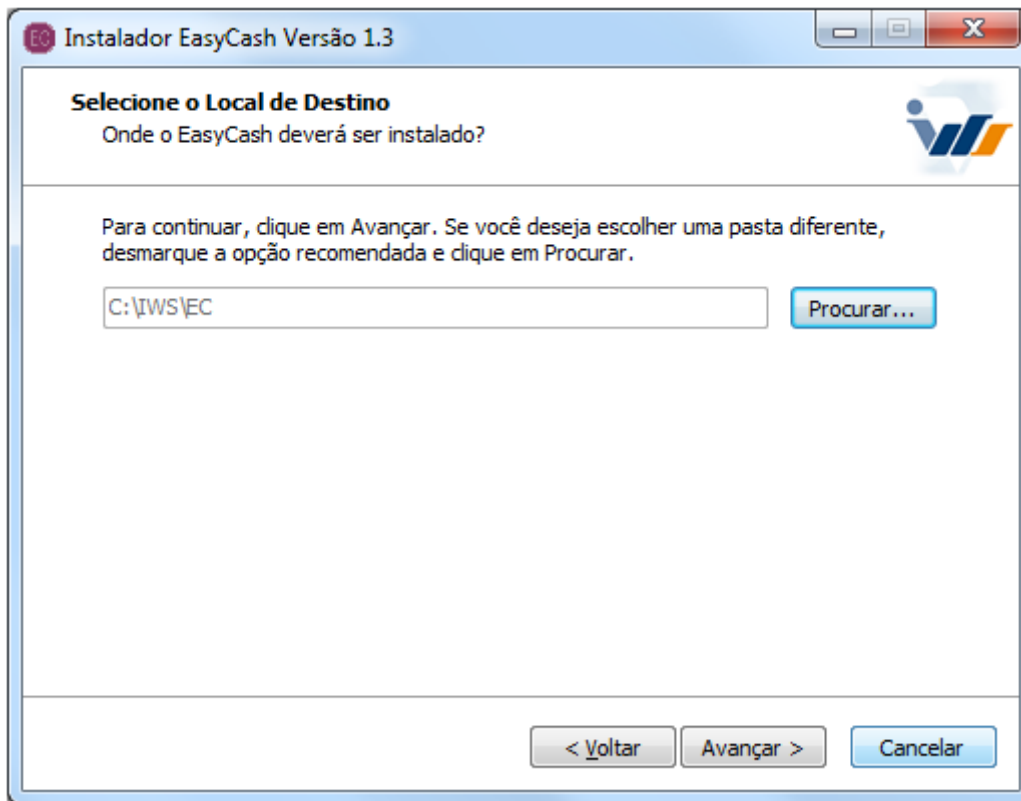 EC Instalador EasyCash Versão 1.3
Selecione o Local de Destino
Onde o EasyCash deverá ser instalado?
iws
Para continuar, clique em Avançar. Se você deseja escolher uma pasta diferente,
desmarque a opção recomendada e clique em Procurar.
C:\IWS\EC
Procurar...
< Voltar
Avançar >
Cancelar